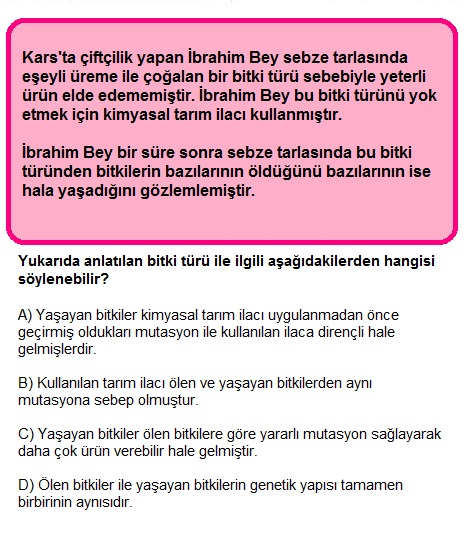 Kars'ta çiftçilik yapan İbrahim Bey sebze tarlasında
eşeyli üreme ile çoğalan bir bitki türü sebebiyle yeterli
ürün elde edememiştir. İbrahim Bey bu bitki türünü yok
etmek için kimyasal tarım ilacı kullanmıştır.
İbrahim Bey bir süre sonra sebze tarlasında bu bitki
türünden bitkilerin bazılarının öldüğünü bazılarının ise
hala yaşadığını gözlemlemiştir.
Yukarıda anlatılan bitki türü ile ilgili aşağıdakilerden hangisi
söylenebilir?
A) Yaşayan bitkiler kimyasal tarım ilacı uygulanmadan önce
geçirmiş oldukları mutasyon ile kullanılan ilaca dirençli hale
gelmişlerdir.
B) Kullanılan tarım ilacı ölen ve yaşayan bitkilerden aynı
mutasyona sebep olmuştur.
C) Yaşayan bitkiler ölen bitkilere göre yararlı mutasyon sağlayarak
daha çok ürün verebilir hale gelmiştir.
D) Ölen bitkiler ile yaşayan bitkilerin genetik yapısı tamamen
birbirinin aynısıdır.